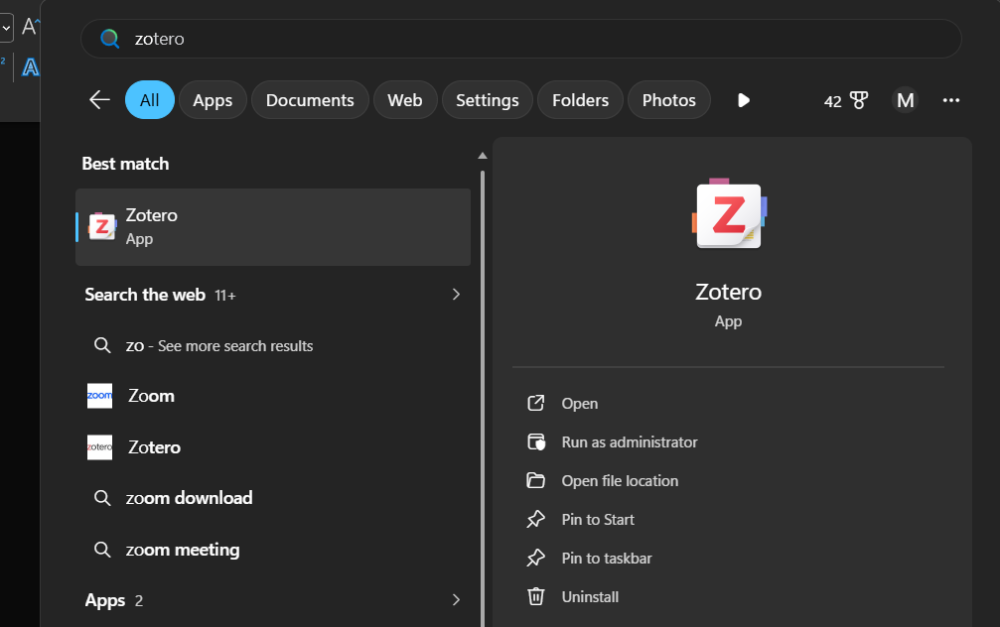 A^
2
A
zotero
All
Apps
Documents
Web
Settings
Folders
Photos
42
M
Best match
Zotero
App
Search the web 11+
zo - See more search results
zoom
Zoom
zotero
Zotero
zoom download
zoom meeting
Apps 2
Z
Zotero
App
Open
Run as administrator
Open file location
Pin to Start
Pin to taskbar
Uninstall